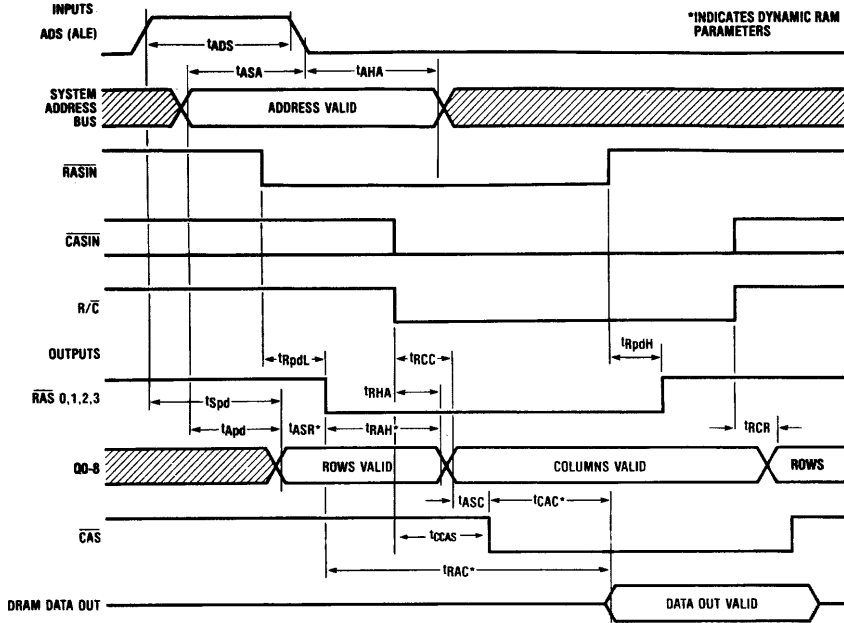 INPUTS
ADS (ALE)
*INDICATES DYNAMIC RAM
PARAMETERS
tADS
tASA
tAHA
SYSTEM
ADDRESS
BUS
ADDRESS VALID
RASIN
CASIN
R/C
OUTPUTS
tRpdL
tRCC
tRpdH
tRHA
RAS 0,1,2,3
tSpd
tApd
tASR*
tRAH*
tRCR
Q0-8
ROWS VALID
COLUMNS VALID
ROWS
tASC
tCAC*
CAS
tCCAS
tRAC*
DRAM DATA OUT
DATA OUT VALID